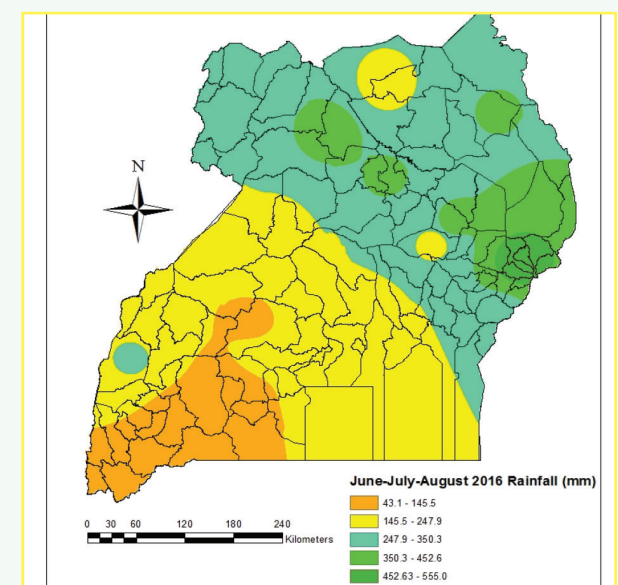 N
June-July-August 2016 Rainfall (mm)
43.1 - 145.5
145.5 - 247.9
247.9 - 350.3
350.3 - 452.6
452.63 - 555.0
0 30 60 120 180 240
Kilometers